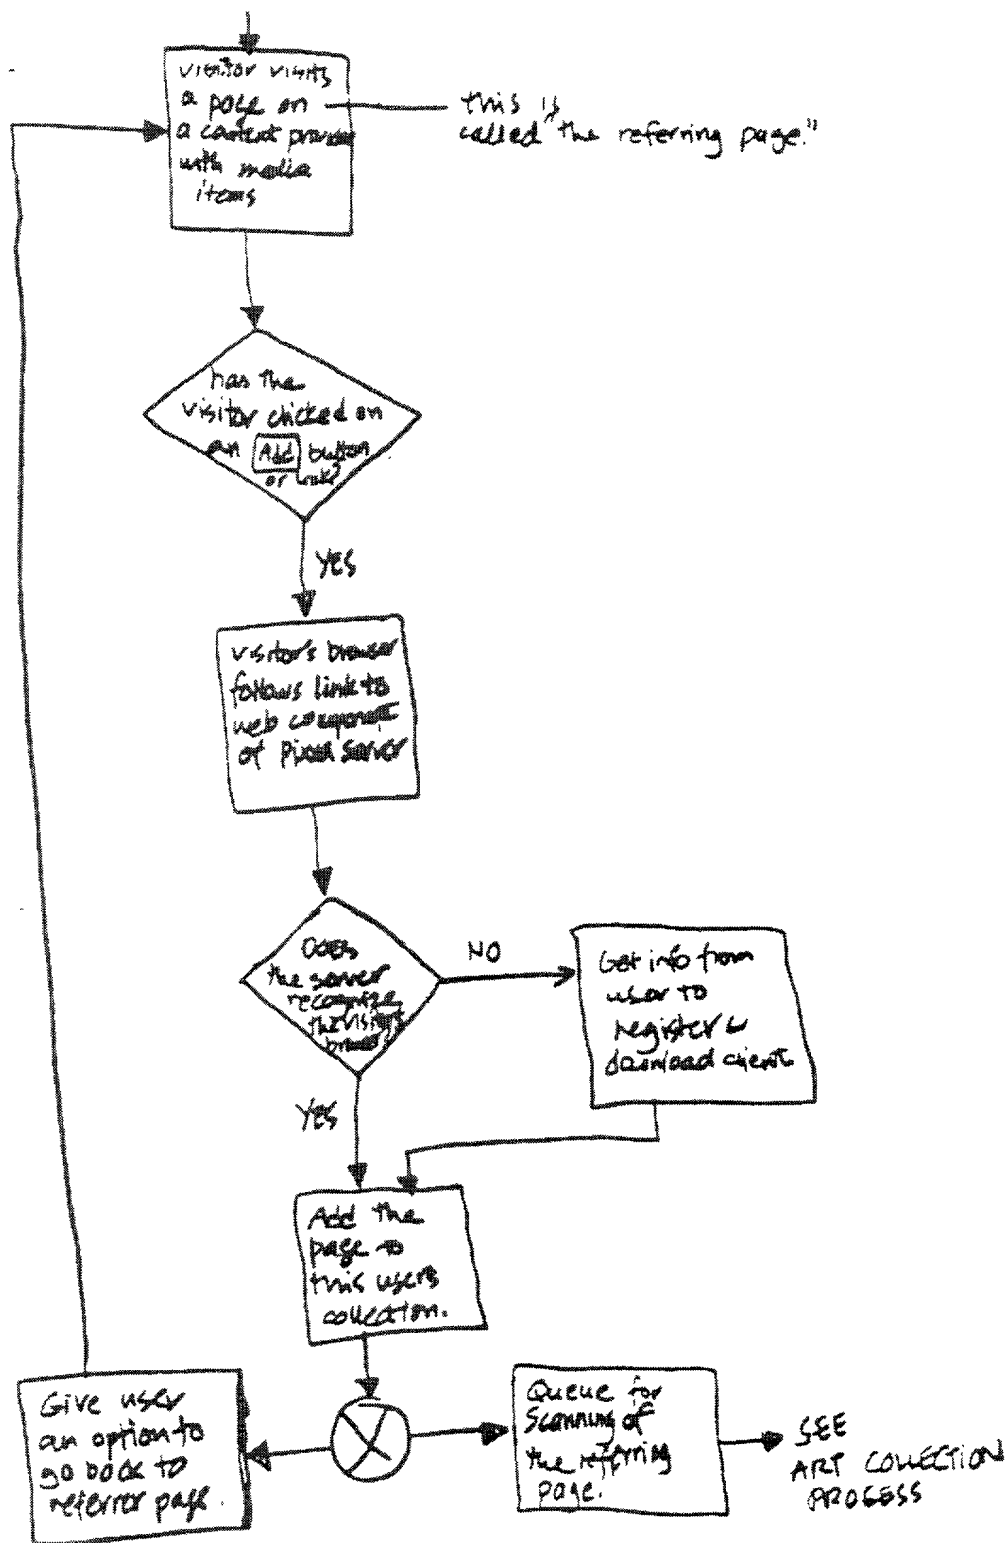 visitor visits
a page on
a content provider
with media
items
this is
called "the referring page."
has the
visitor clicked on
an Add button
or link?
YES
visitor's browser
follows link to
web component
of Pixel Server
Does
the server
recognize
the visitor's
browser?
NO
Get info from
user to
register &
download client
YES
Add the
page to
this users
collection.
Give user
an option to
go back to
referrer page.
Queue for
Scanning of
the referring
page.
SEE
ART COLLECTION
PROCESS